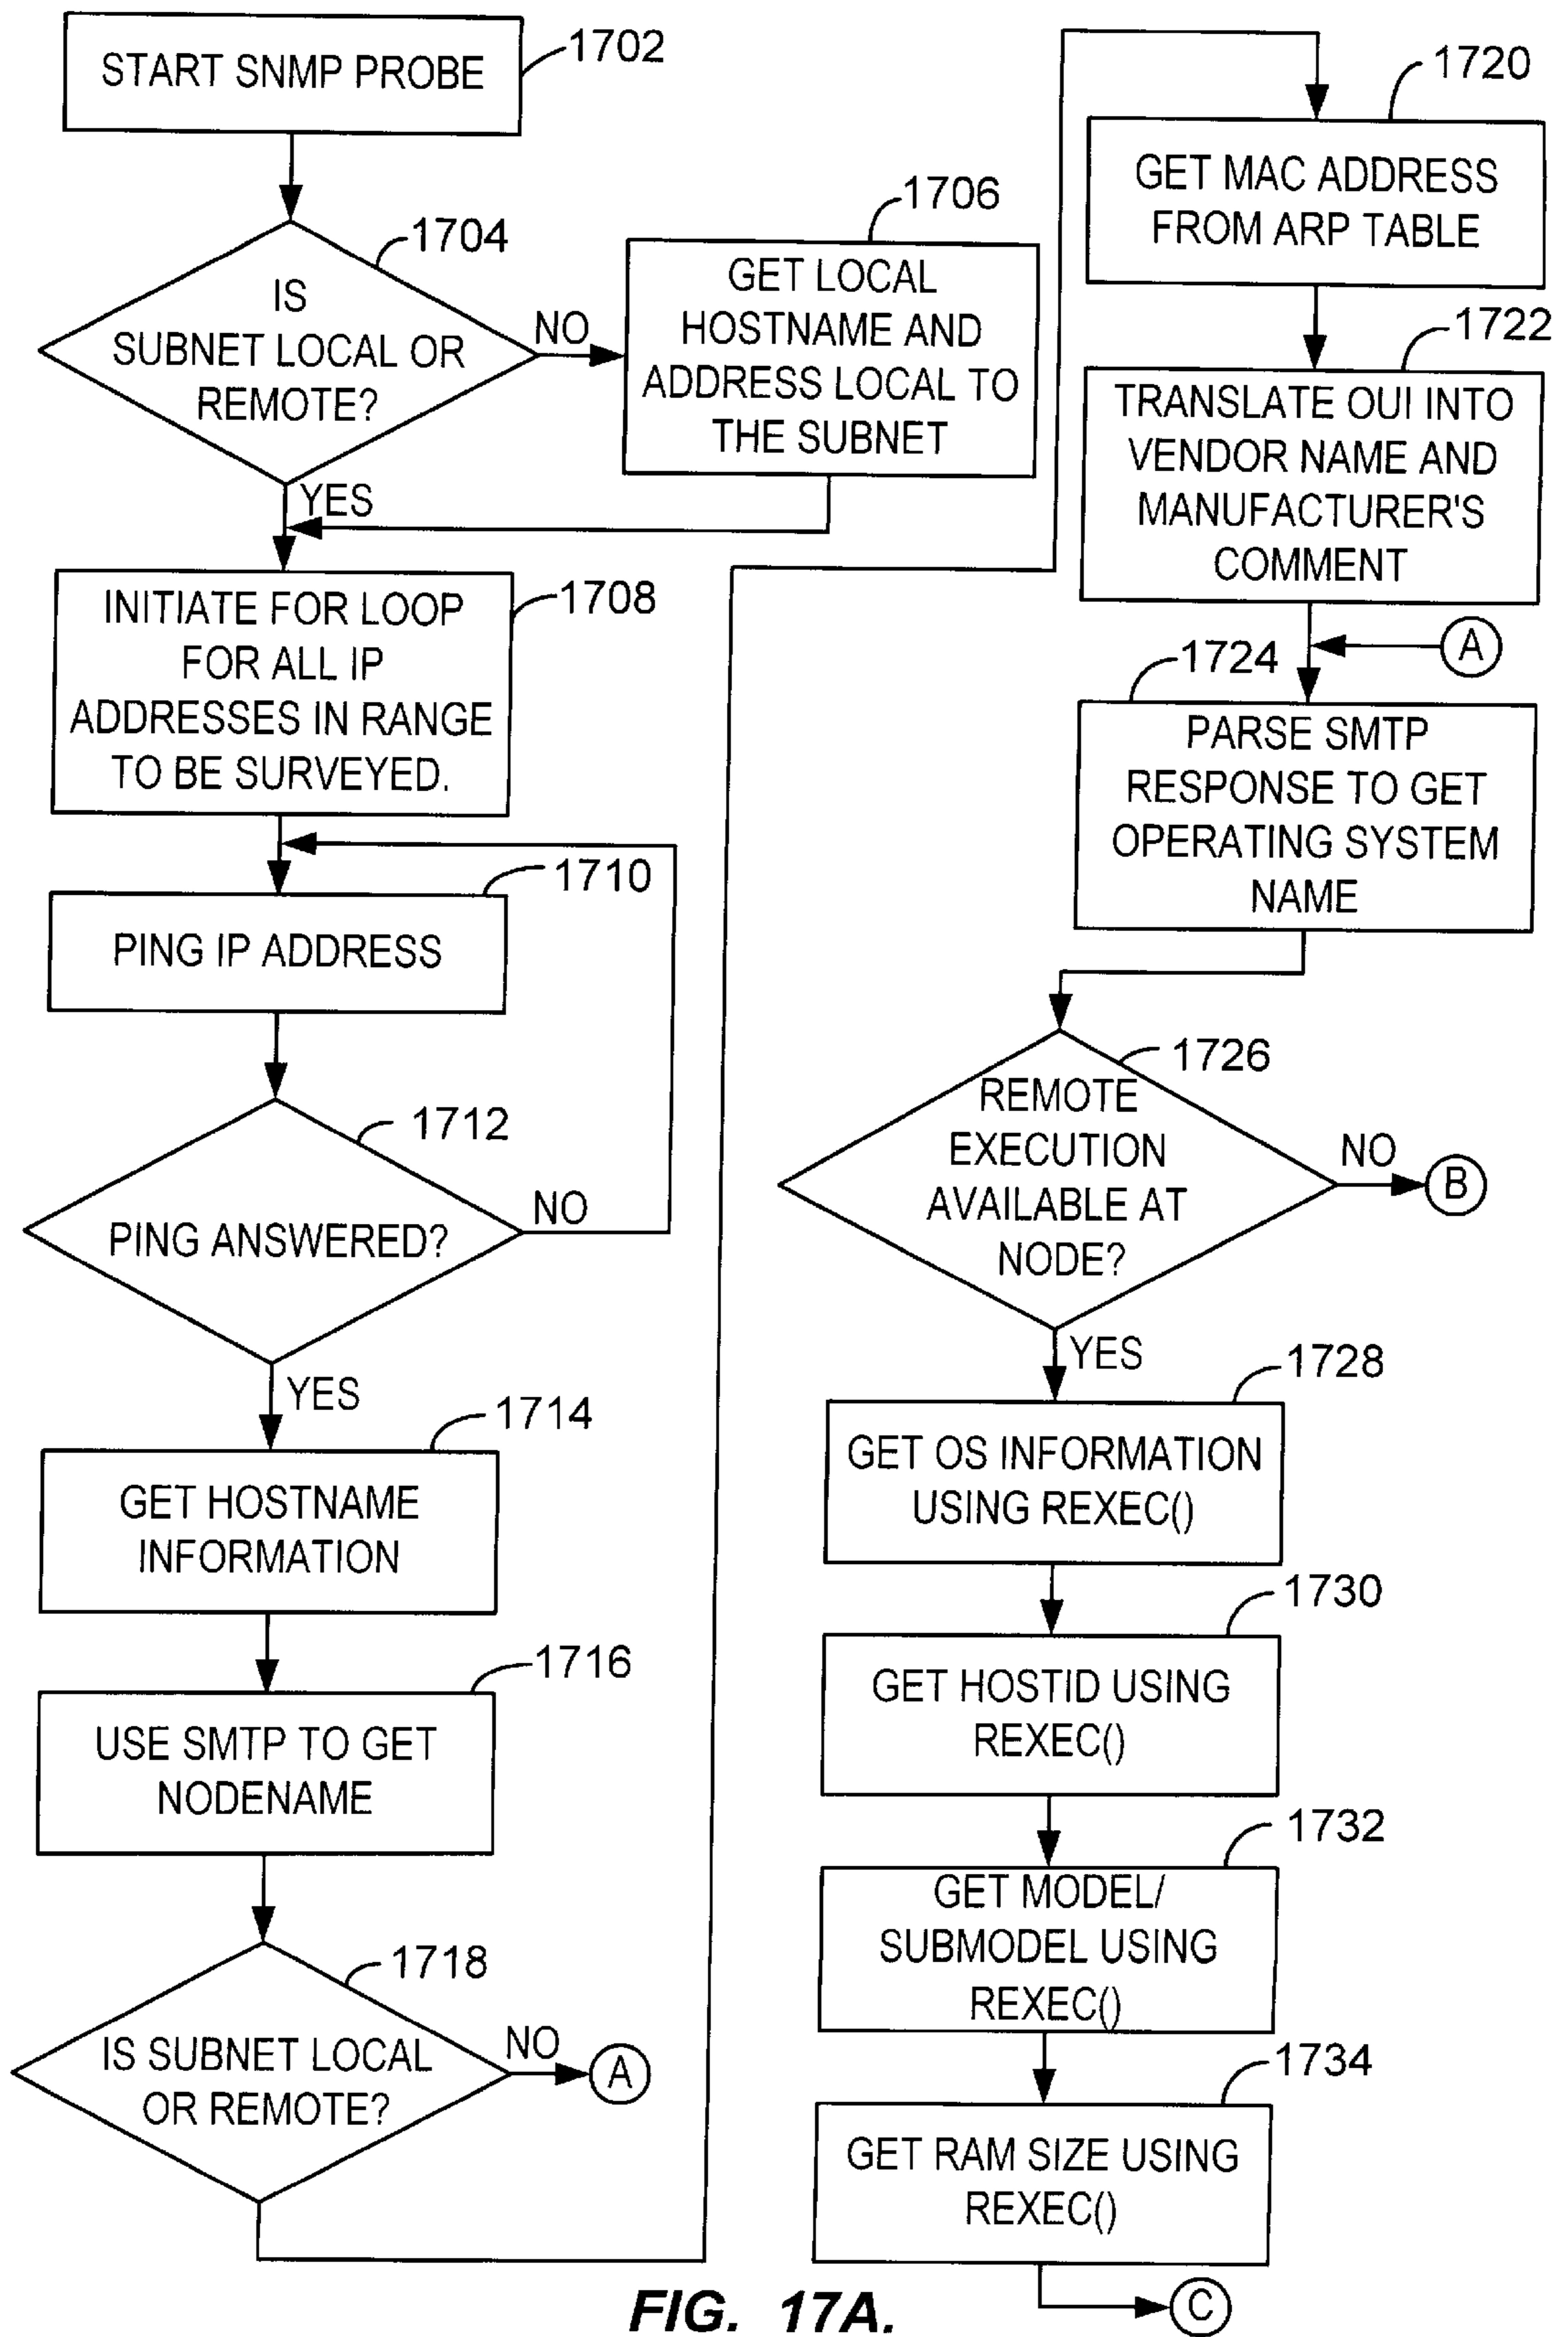 START SNMP PROBE
1702
IS
SUBNET LOCAL OR
REMOTE?
1704
NO
YES
GET LOCAL
HOSTNAME AND
ADDRESS LOCAL TO
THE SUBNET
1706
INITIATE FOR LOOP
FOR ALL IP
ADDRESSES IN RANGE
TO BE SURVEYED.
1708
PING IP ADDRESS
1710
PING ANSWERED?
1712
NO
YES
GET HOSTNAME
INFORMATION
1714
USE SMTP TO GET
NODENAME
1716
IS SUBNET LOCAL
OR REMOTE?
1718
NO
A
GET MAC ADDRESS
FROM ARP TABLE
1720
TRANSLATE OUI INTO
VENDOR NAME AND
MANUFACTURER'S
COMMENT
1722
A
PARSE SMTP
RESPONSE TO GET
OPERATING SYSTEM
NAME
1724
REMOTE
EXECUTION
AVAILABLE AT
NODE?
1726
NO
B
YES
GET OS INFORMATION
USING REXEC()
1728
GET HOSTID USING
REXEC()
1730
GET MODEL/
SUBMODEL USING
REXEC()
1732
GET RAM SIZE USING
REXEC()
1734
C
FIG. 17A.